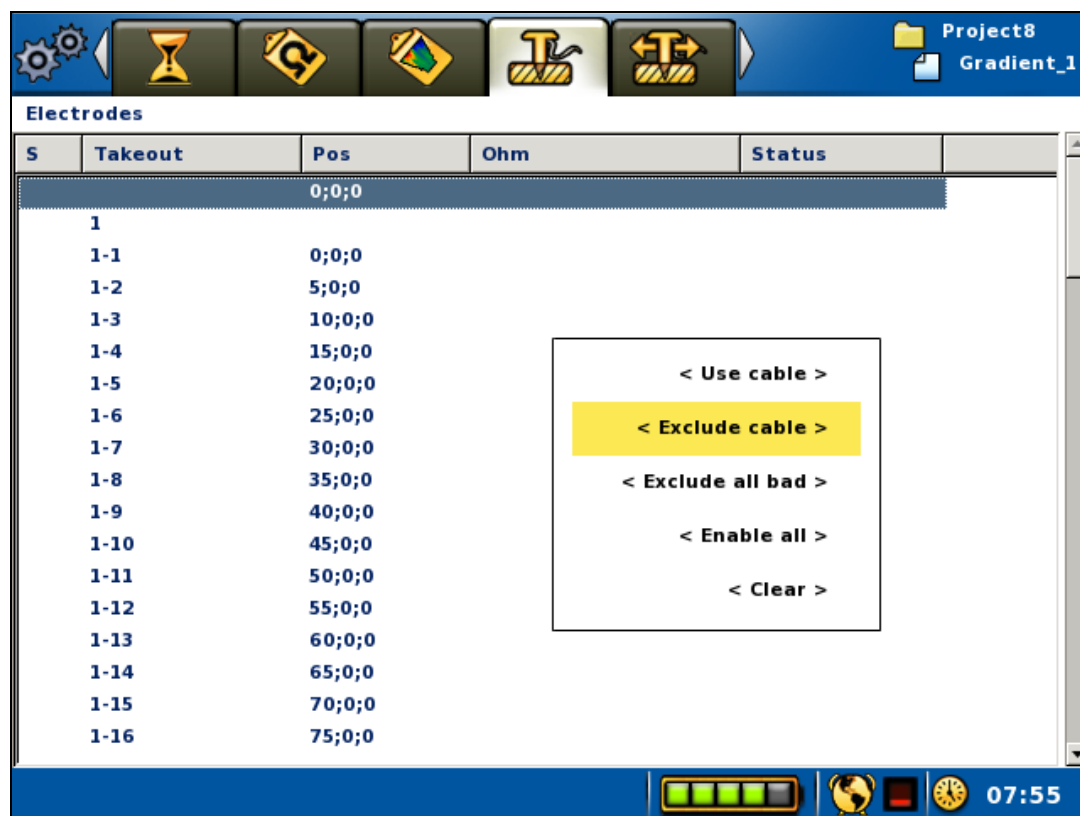 Project8
Gradient_1
Electrodes
S Takeout Pos Ohm Status
0;0;0
1
1-1 0;0;0
1-2 5;0;0
1-3 10;0;0
1-4 15;0;0
1-5 20;0;0
1-6 25;0;0
1-7 30;0;0
1-8 35;0;0
1-9 40;0;0
1-10 45;0;0
1-11 50;0;0
1-12 55;0;0
1-13 60;0;0
1-14 65;0;0
1-15 70;0;0
1-16 75;0;0
< Use cable >
< Exclude cable >
< Exclude all bad >
< Enable all >
< Clear >
07:55